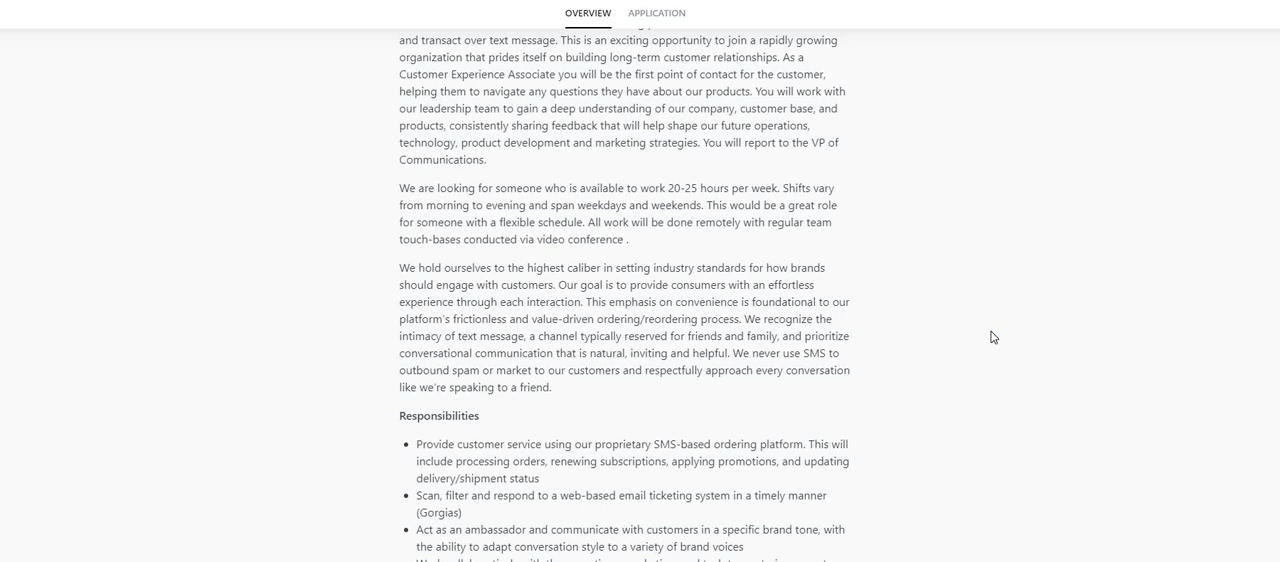 OVERVIEW APPLICATION
and transact over text message. This is an exciting opportunity to join a rapidly growing
organization that prides itself on building long-term customer relationships. As a
Customer Experience Associate you will be the first point of contact for the customer,
helping them to navigate any questions they have about our products. You will work with
our leadership team to gain a deep understanding of our company, customer base, and
products, consistently sharing feedback that will help shape our future operations,
technology, product development and marketing strategies. You will report to the VP of
Communications.
We are looking for someone who is available to work 20-25 hours per week. Shifts vary
from morning to evening and span weekdays and weekends. This would be a great role
for someone with a flexible schedule. All work will be done remotely with regular team
touch-bases conducted via video conference .
We hold ourselves to the highest caliber in setting industry standards for how brands
should engage with customers. Our goal is to provide consumers with an effortless
experience through each interaction. This emphasis on convenience is foundational to our
platform's frictionless and value-driven ordering/reordering process. We recognize the
intimacy of text message, a channel typically reserved for friends and family, and prioritize
conversational communication that is natural, inviting and helpful. We never use SMS to
outbound spam or market to our customers and respectfully approach every conversation
like we're speaking to a friend.
Responsibilities
• Provide customer service using our proprietary SMS-based ordering platform. This will
include processing orders, renewing subscriptions, applying promotions, and updating
delivery/shipment status
• Scan, filter and respond to a web-based email ticketing system in a timely manner
(Gorgias)
• Act as an ambassador and communicate with customers in a specific brand tone, with
the ability to adapt conversation style to a variety of brand voices